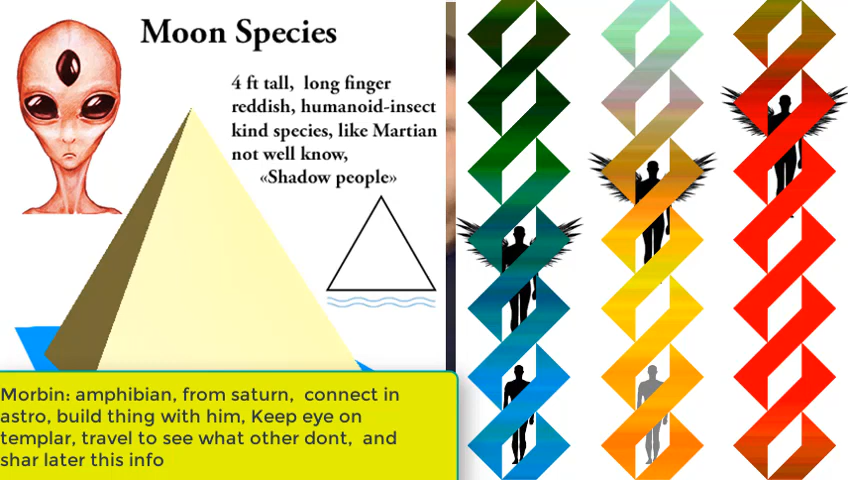 Moon Species
4 ft tall, long finger
reddish, humanoid-insect
kind species, like Martian
not well know,
«Shadow people»
Morbin: amphibian, from saturn, connect in
astro, build thing with him, Keep eye on
templar, travel to see what other dont, and
shar later this info